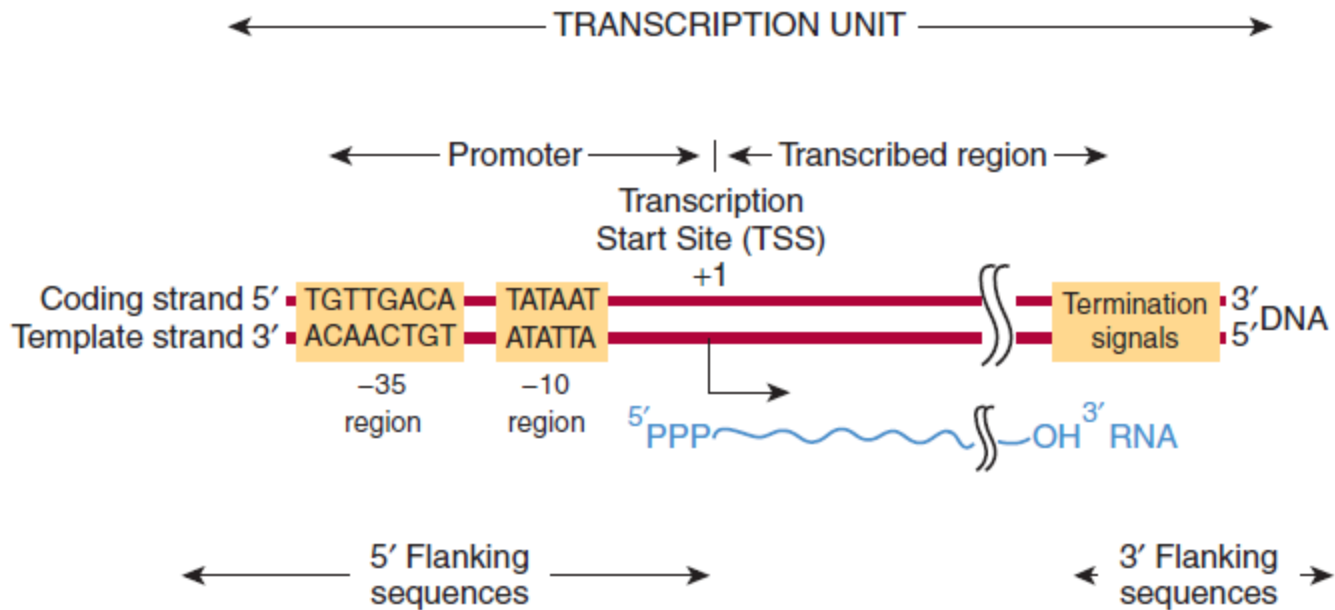 TRANSCRIPTION UNIT
Promoter
Transcribed region
Transcription
Start Site (TSS)
+1
Coding strand 5′ TGTTGACA TATAAT 3′
Template strand 3′ ACAACTGT ATATTA 5′
Termination
signals
DNA
−35
region
−10
region
5′PPP OH3′ RNA
5′ Flanking
sequences
3′ Flanking
sequences